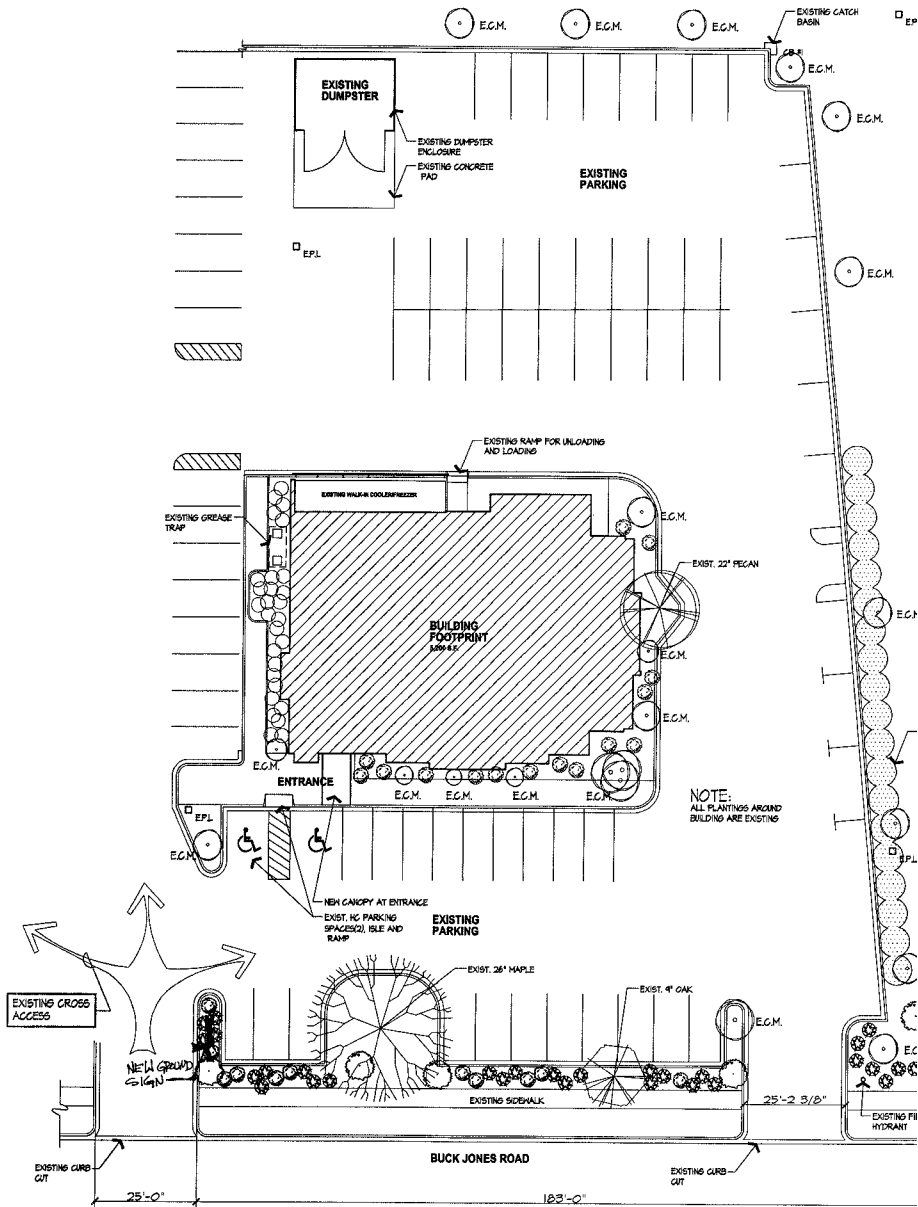 E.C.M.
E.C.M.
E.C.M.
EXISTING CATCH
BASIN
E.C.M.
E.C.M.
EXISTING
DUMPSTER
EXISTING DUMPSTER
ENCLOSURE
EXISTING CONCRETE
PAD
EXISTING
PARKING
E.P.L
E.C.M.
EXISTING RAMP FOR UNLOADING
AND LOADING
EXISTING WALK-IN COOLER/FREEZER
EXISTING GREASE
TRAP
E.C.M.
EXIST. 22" PECAN
BUILDING
FOOTPRINT
E.C.M.
E.C.M.
E.C.M.
E.C.M.
ENTRANCE
E.C.M.
E.C.M.
E.C.M.
E.C.M.
NOTE:
ALL PLANTINGS AROUND
BUILDING ARE EXISTING
E.P.L
E.C.M.
E.P.L
NEW CANOPY AT ENTRANCE
EXIST. HC PARKING
SPACES(2), ISLE AND
RAMP
EXISTING
PARKING
EXIST. 26" MAPLE
EXIST. 9" OAK
EXISTING CROSS
ACCESS
E.C.M.
NEW GROUND
SIGN
EXISTING SIDEWALK
25'-2 3/8"
HYDRANT
BUCK JONES ROAD
EXISTING CURB
CUT
EXISTING CURB
CUT
25'-0"
183'-0"